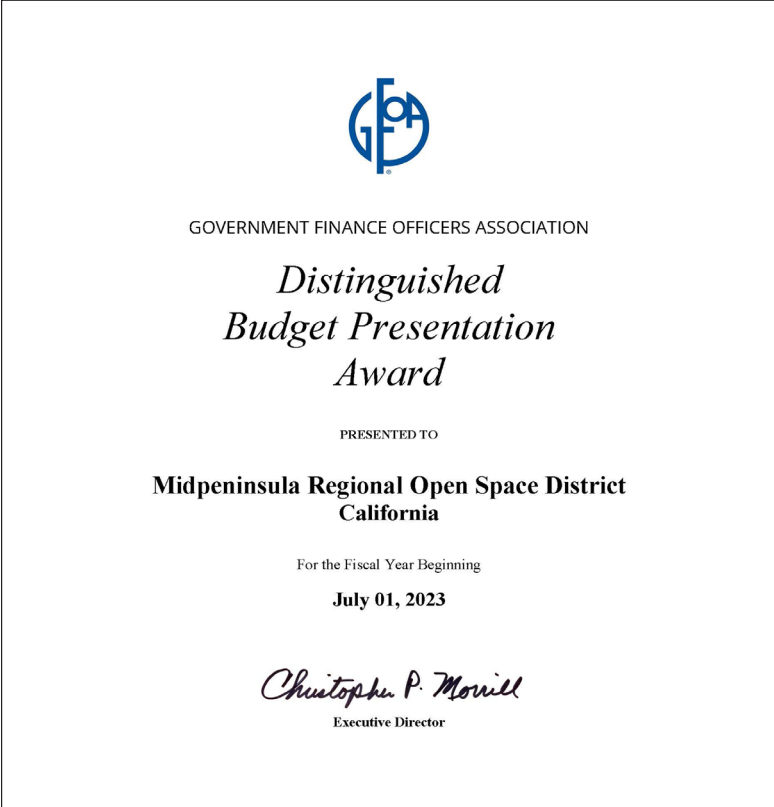 GFOA
®
GOVERNMENT FINANCE OFFICERS ASSOCIATION
Distinguished
Budget Presentation
Award
PRESENTED TO
Midpeninsula Regional Open Space District
California
For the Fiscal Year Beginning
July 01, 2023
Christopher P. Morrill
Executive Director